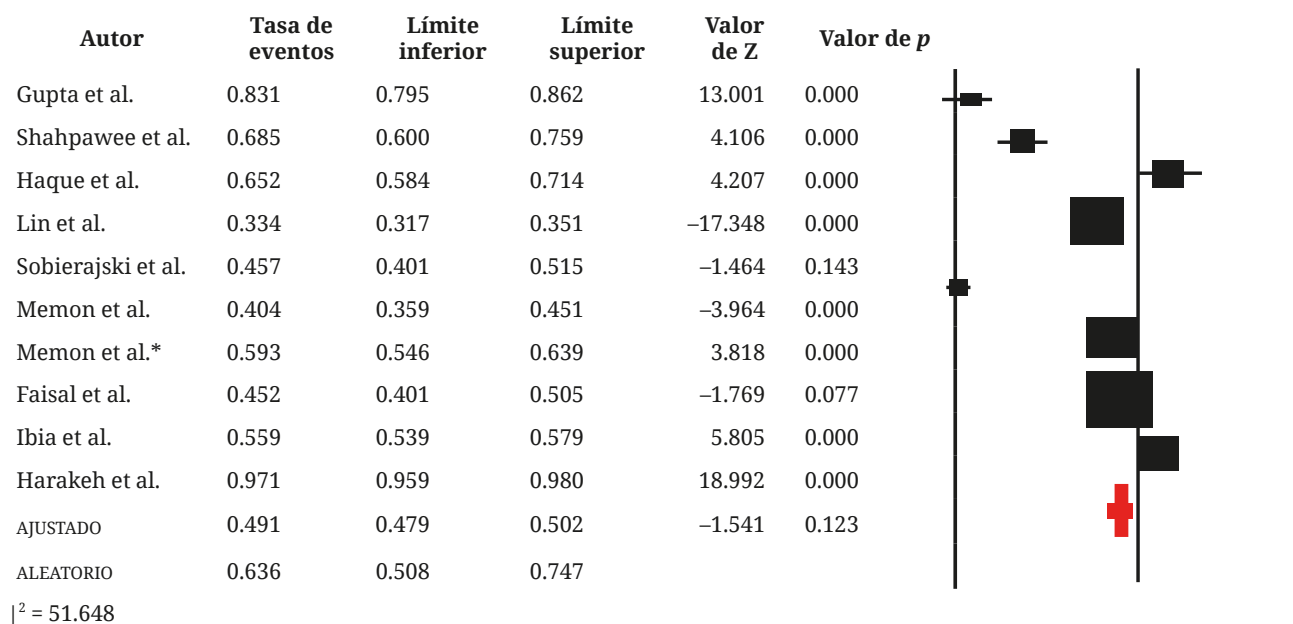 Autor Tasa de eventos Límite inferior Límite superior Valor de Z Valor de p
Gupta et al. 0.831 0.795 0.862 13.001 0.000
Shahpawee et al. 0.685 0.600 0.759 4.106 0.000
Haque et al. 0.652 0.584 0.714 4.207 0.000
Lin et al. 0.334 0.317 0.351 –17.348 0.000
Sobierajski et al. 0.457 0.401 0.515 –1.464 0.143
Memon et al. 0.404 0.359 0.451 –3.964 0.000
Memon et al.* 0.593 0.546 0.639 3.818 0.000
Faisal et al. 0.452 0.401 0.505 –1.769 0.077
Ibia et al. 0.559 0.539 0.579 5.805 0.000
Harakeh et al. 0.971 0.959 0.980 18.992 0.000
AJUSTADO 0.491 0.479 0.502 –1.541 0.123
ALEATORIO 0.636 0.508 0.747
|² = 51.648